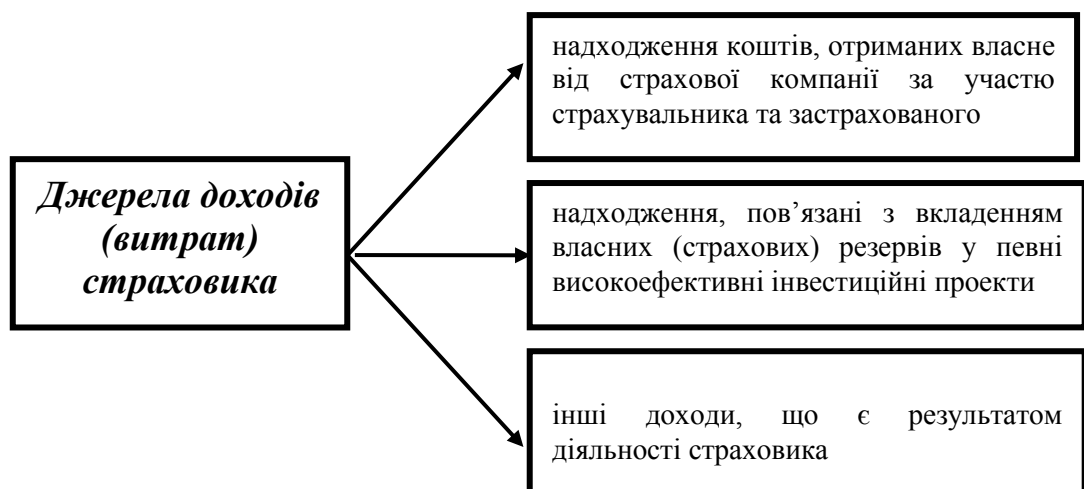 надходження коштів, отриманих власне
від страхової компанії за участю
страхувальника та застрахованого
Джерела доходів
(витрат)
страховика
надходження, пов’язані з вкладенням
власних (страхових) резервів у певні
високоефективні інвестиційні проекти
інші доходи, що є результатом
діяльності страховика